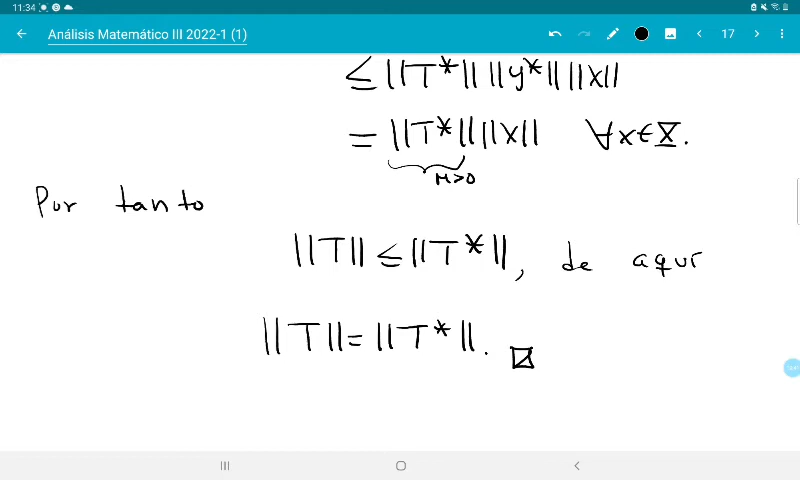 11:34
Análisis Matemático III 2022-1 (1)
17
≤ ||T*|| ||y*|| ||x||
= ||T*|| ||x|| ∀x∈X.
M>0
Por tanto
||T|| ≤ ||T*||, de aquí
||T|| = ||T*||.